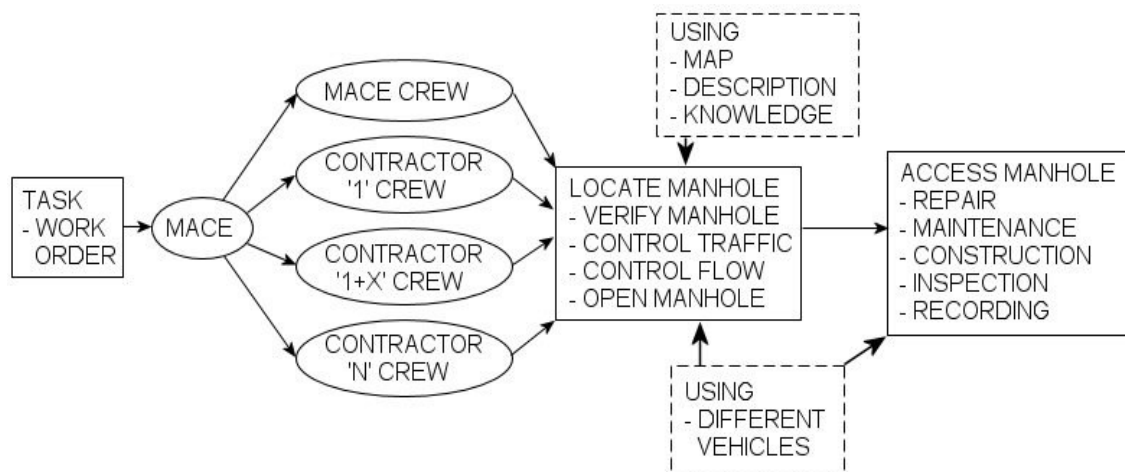 TASK
- WORK
ORDER
MACE
MACE CREW
CONTRACTOR
'1' CREW
CONTRACTOR
'1+X' CREW
CONTRACTOR
'N' CREW
USING
- MAP
- DESCRIPTION
- KNOWLEDGE
LOCATE MANHOLE
- VERIFY MANHOLE
- CONTROL TRAFFIC
- CONTROL FLOW
- OPEN MANHOLE
USING
- DIFFERENT
VEHICLES
ACCESS MANHOLE
- REPAIR
- MAINTENANCE
- CONSTRUCTION
- INSPECTION
- RECORDING